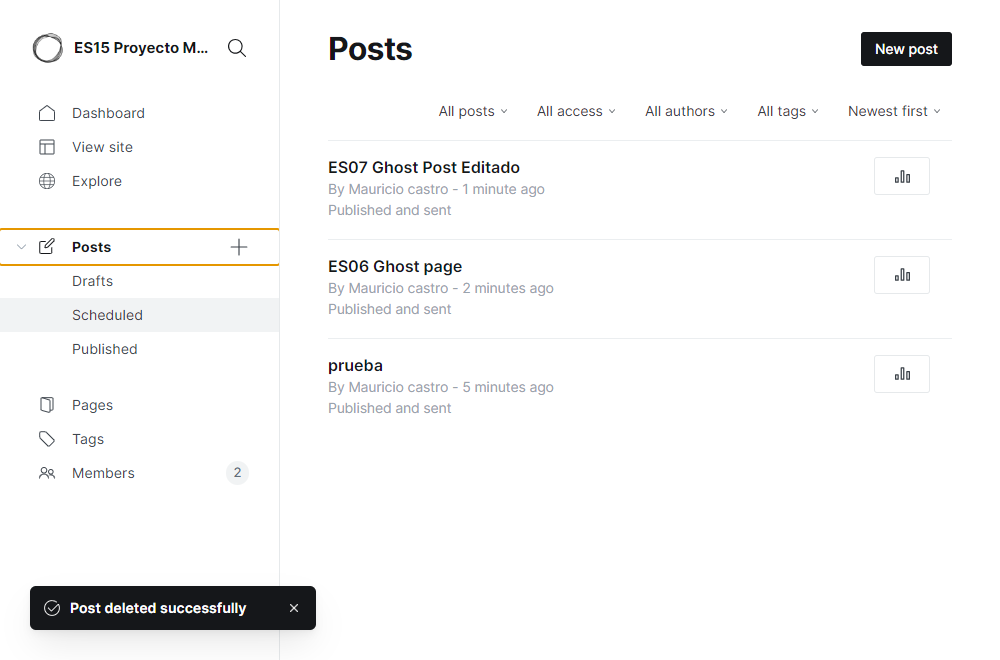 ES15 Proyecto M...
Dashboard
View site
Explore
Posts
Drafts
Scheduled
Published
Pages
Tags
Members 2
Posts
New post
All posts All access All authors All tags Newest first
ES07 Ghost Post Editado
By Mauricio castro - 1 minute ago
Published and sent
ES06 Ghost page
By Mauricio castro - 2 minutes ago
Published and sent
prueba
By Mauricio castro - 5 minutes ago
Published and sent
Post deleted successfully